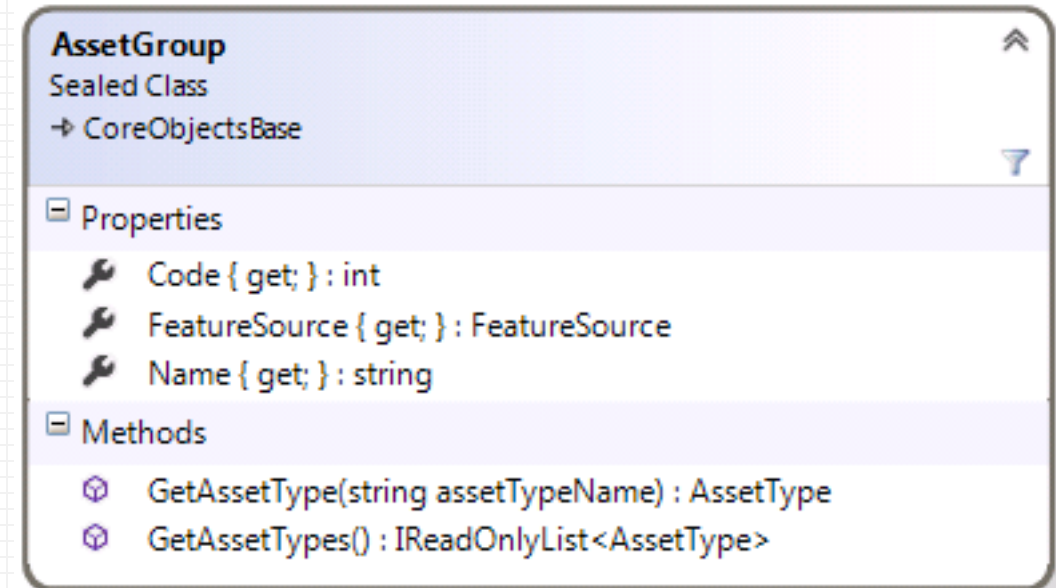 AssetGroup
Sealed Class
CoreObjectsBase
Properties
Code { get; } : int
FeatureSource { get; } : FeatureSource
Name { get; } : string
Methods
GetAssetType(string assetTypeName) : AssetType
GetAssetTypes() : IReadOnlyList<AssetType>